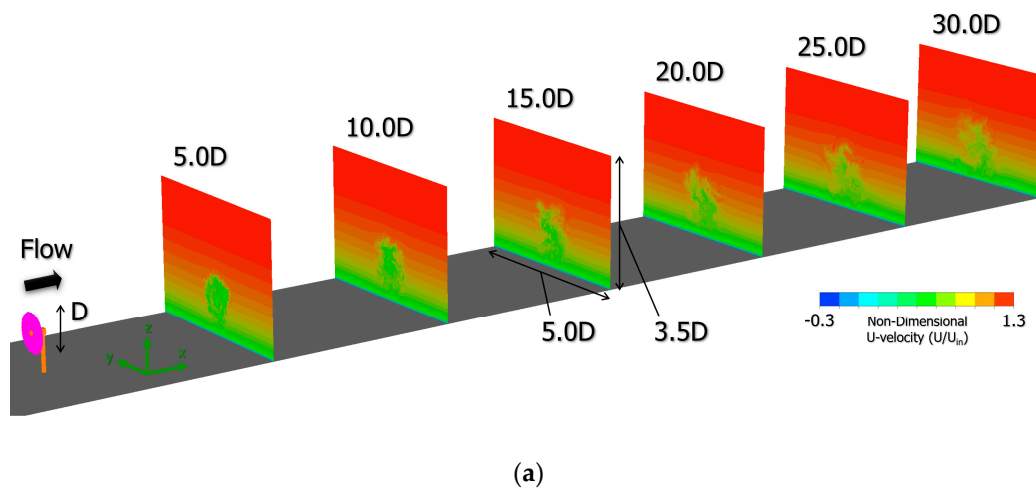 30.0D
25.0D
20.0D
15.0D
10.0D
5.0D
Flow
D
z
y
x
5.0D
3.5D
-0.3
1.3
Non-Dimensional
U-velocity (U/Uin)
(a)